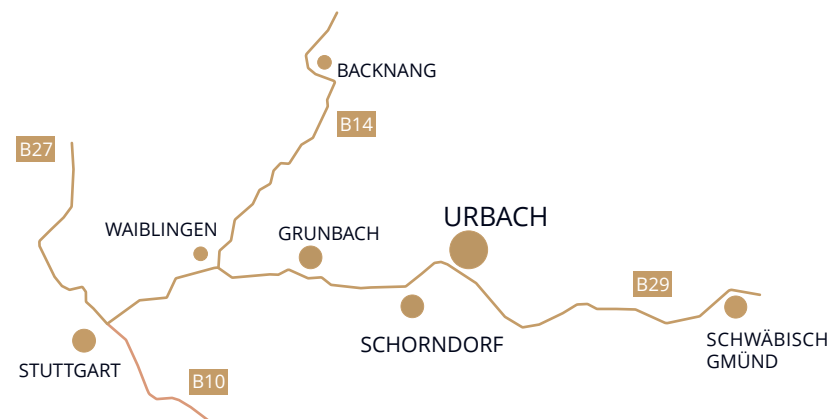 BACKNANG
B14
B27
URBACH
WAIBLINGEN
GRUNBACH
B29
SCHORNDORF
SCHWÄBISCH
GMÜND
STUTTGART
B10